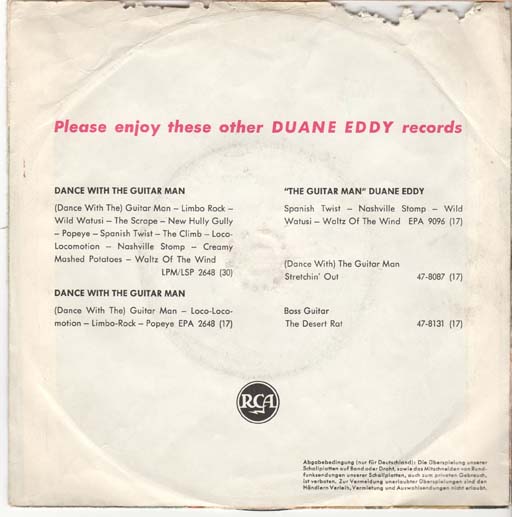 Please enjoy these other DUANE EDDY records
DANCE WITH THE GUITAR MAN
(Dance With The) Guitar Man – Limbo Rock –
Wild Watusi – The Scrape – New Hully Gully
– Popeye – Spanish Twist – The Climb – Loco-
Locomotion – Nashville Stomp – Creamy
Mashed Potatoes – Waltz Of The Wind
LPM/LSP 2648 (30)
DANCE WITH THE GUITAR MAN
(Dance With The) Guitar Man – Loco-Loco-
motion – Limbo-Rock – Popeye EPA 2648 (17)
"THE GUITAR MAN" DUANE EDDY
Spanish Twist – Nashville Stomp – Wild
Watusi – Waltz Of The Wind EPA 9096 (17)
(Dance With The) The Guitar Man
Stretchin' Out 47-8087 (17)
Boss Guitar
The Desert Rat 47-8131 (17)
RCA
Abgabebedingung (nur für Deutschland): Die Überspielung unserer
Schallplatten auf Band oder Draht, sowie das Mitschneiden von Rund-
funksendungen unserer Schallplatten, auch zum privaten Gebrauch,
ist verboten. Zur Vermeidung unerlaubter Überspielungen sind den
Händlern Verleih, Vermietung und Auswahlsendungen nicht erlaubt.